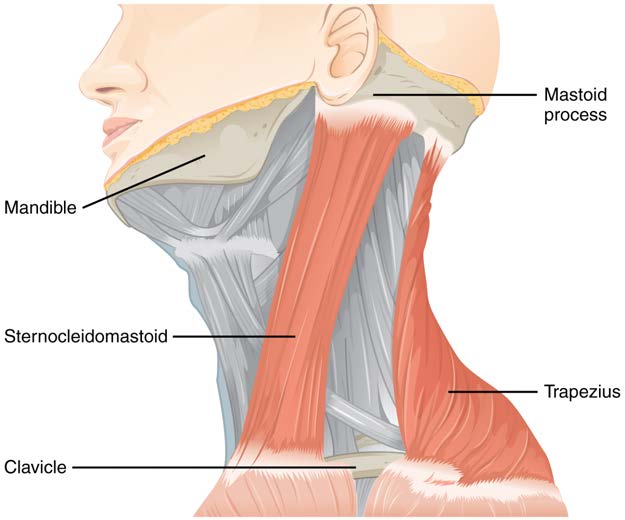 Mastoid
process
Mandible
Sternocleidomastoid
Trapezius
Clavicle